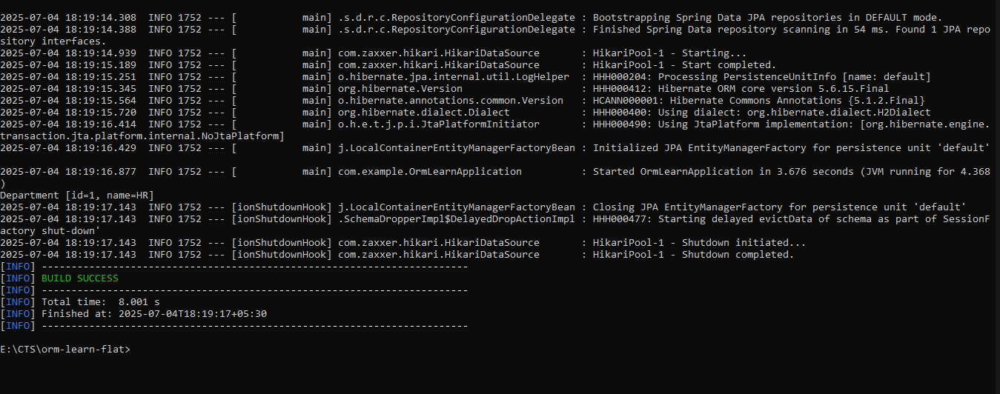 2025-07-04 18:19:14.308  INFO 1752 --- [           main] .s.d.r.c.RepositoryConfigurationDelegate : Bootstrapping Spring Data JPA repositories in DEFAULT mode.
2025-07-04 18:19:14.388  INFO 1752 --- [           main] .s.d.r.c.RepositoryConfigurationDelegate : Finished Spring Data repository scanning in 54 ms. Found 1 JPA repo
sitory interfaces.
2025-07-04 18:19:14.939  INFO 1752 --- [           main] com.zaxxer.hikari.HikariDataSource       : HikariPool-1 - Starting...
2025-07-04 18:19:15.189  INFO 1752 --- [           main] com.zaxxer.hikari.HikariDataSource       : HikariPool-1 - Start completed.
2025-07-04 18:19:15.251  INFO 1752 --- [           main] o.hibernate.jpa.internal.util.LogHelper  : HHH000204: Processing PersistenceUnitInfo [name: default]
2025-07-04 18:19:15.345  INFO 1752 --- [           main] org.hibernate.Version                    : HHH000412: Hibernate ORM core version 5.6.15.Final
2025-07-04 18:19:15.564  INFO 1752 --- [           main] o.hibernate.annotations.common.Version   : HCANN000001: Hibernate Commons Annotations {5.1.2.Final}
2025-07-04 18:19:15.720  INFO 1752 --- [           main] org.hibernate.dialect.Dialect            : HHH000400: Using dialect: org.hibernate.dialect.H2Dialect
2025-07-04 18:19:16.414  INFO 1752 --- [           main] o.h.e.t.j.p.i.JtaPlatformInitiator       : HHH000490: Using JtaPlatform implementation: [org.hibernate.engine.
transaction.jta.platform.internal.NoJtaPlatform]
2025-07-04 18:19:16.429  INFO 1752 --- [           main] j.LocalContainerEntityManagerFactoryBean : Initialized JPA EntityManagerFactory for persistence unit 'default'
2025-07-04 18:19:16.877  INFO 1752 --- [           main] com.example.OrmLearnApplication          : Started OrmLearnApplication in 3.676 seconds (JVM running for 4.368
)
Department [id=1, name=HR]
2025-07-04 18:19:17.143  INFO 1752 --- [ionShutdownHook] j.LocalContainerEntityManagerFactoryBean : Closing JPA EntityManagerFactory for persistence unit 'default'
2025-07-04 18:19:17.143  INFO 1752 --- [ionShutdownHook] .SchemaDropperImpl$DelayedDropActionImpl : HHH000477: Starting delayed evictData of schema as part of SessionF
actory shut-down'
2025-07-04 18:19:17.143  INFO 1752 --- [ionShutdownHook] com.zaxxer.hikari.HikariDataSource       : HikariPool-1 - Shutdown initiated...
2025-07-04 18:19:17.143  INFO 1752 --- [ionShutdownHook] com.zaxxer.hikari.HikariDataSource       : HikariPool-1 - Shutdown completed.
[INFO] ------------------------------------------------------------------------
[INFO] BUILD SUCCESS
[INFO] ------------------------------------------------------------------------
[INFO] Total time:  8.001 s
[INFO] Finished at: 2025-07-04T18:19:17+05:30
[INFO] ------------------------------------------------------------------------
E:\CTS\orm-learn-flat>